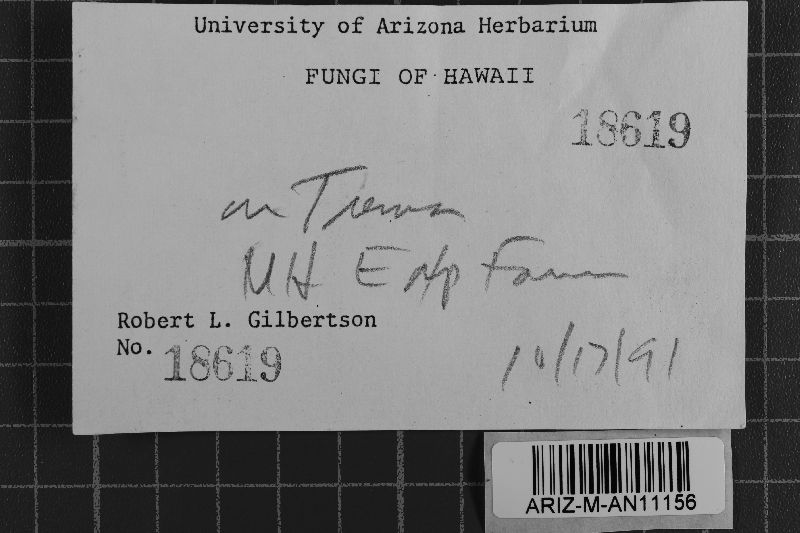 University of Arizona Herbarium
FUNGI OF HAWAII
18619
on Trema
UH Exp Farm
Robert L. Gilbertson
No. 18619
10/17/91
ARIZ-M-AN11156